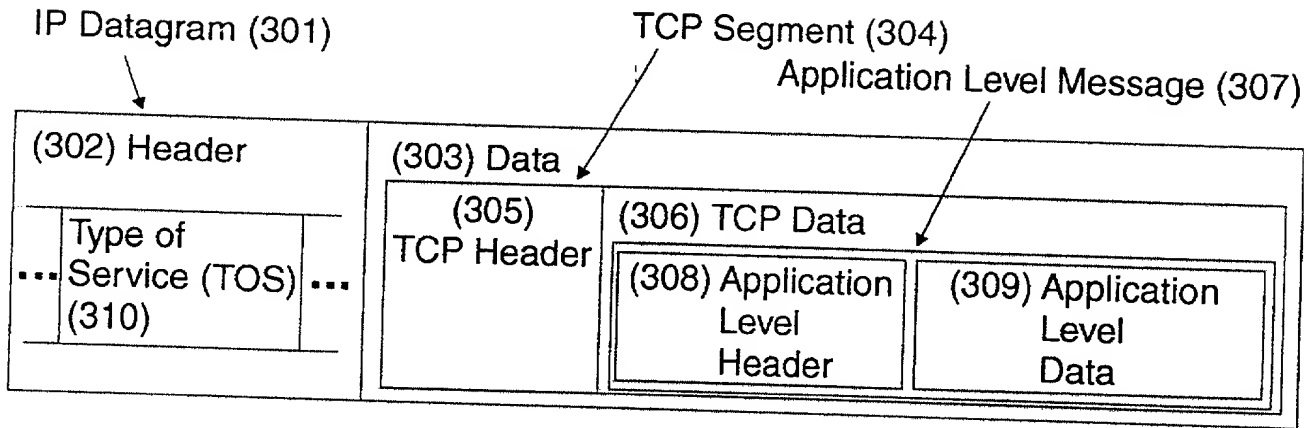 IP Datagram (301)
TCP Segment (304)
Application Level Message (307)
(302) Header
(303) Data
(305)
TCP Header
(306) TCP Data
... Type of
Service (TOS) ...
(310)
(308) Application
Level
Header
(309) Application
Level
Data